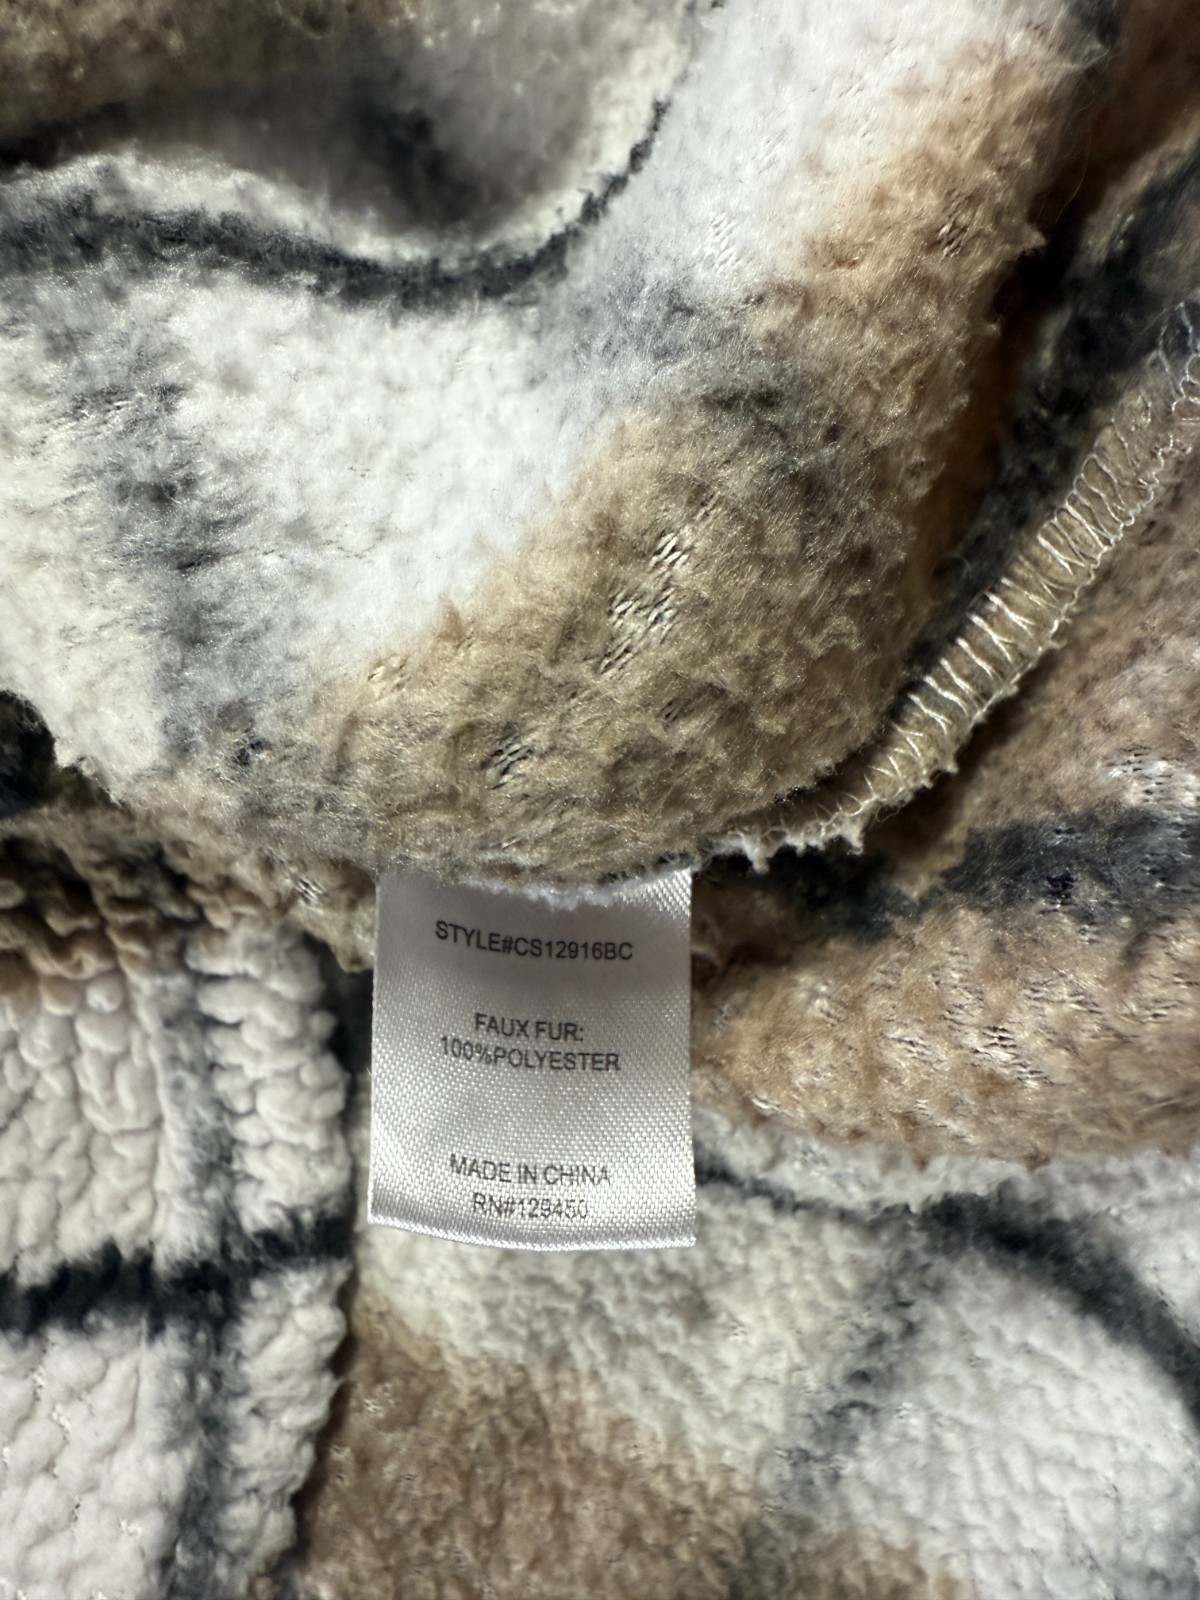 STYLE#CS12916BC
FAUX FUR:
100%POLYESTER
MADE IN CHINA
RN#129450